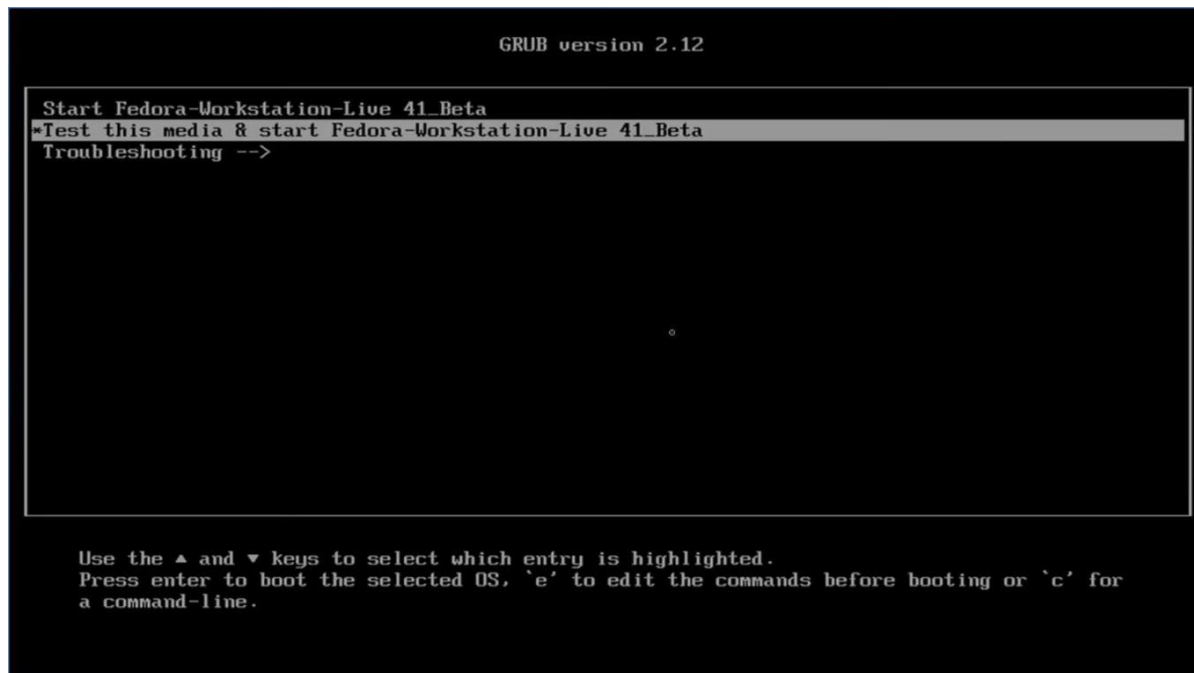 GRUB version 2.12
Start Fedora-Workstation-Live 41_Beta
*Test this media & start Fedora-Workstation-Live 41_Beta
Troubleshooting -->
Use the ▲ and ▼ keys to select which entry is highlighted.
Press enter to boot the selected OS, `e' to edit the commands before booting or `c' for
a command-line.